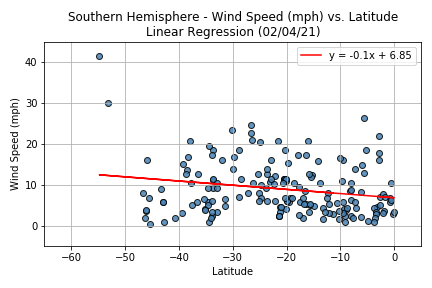 Southern Hemisphere - Wind Speed (mph) vs. Latitude
Linear Regression (02/04/21)
y = -0.1x + 6.85
Wind Speed (mph)
40
30
20
10
0
−60
−50
−40
−30
−20
−10
0
Latitude